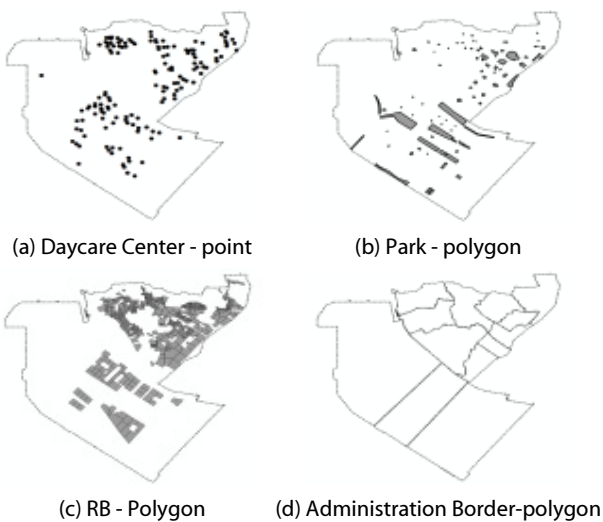 (a) Daycare Center - point
(b) Park - polygon
(c) RB - Polygon
(d) Administration Border-polygon